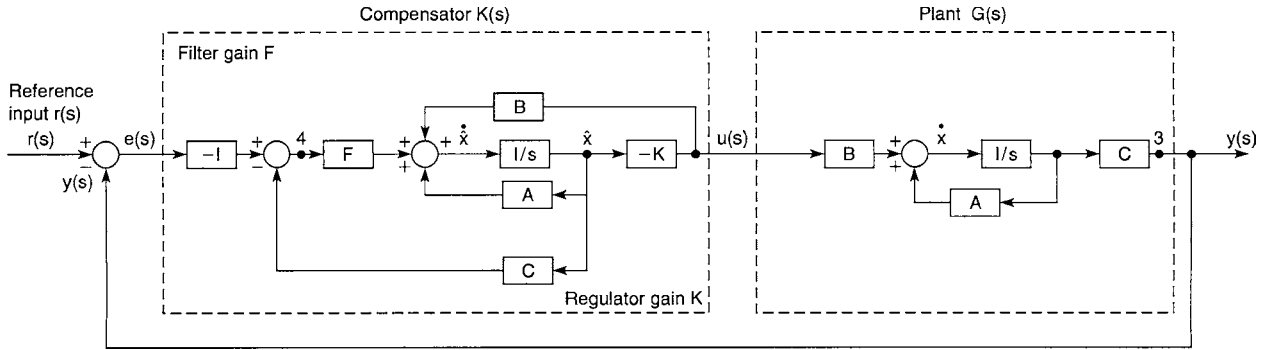 Compensator K(s)
Plant G(s)
Filter gain F
Reference
input r(s)
r(s)
+
−
y(s)
e(s)
−I
+
−
4
F
+
+
+
B
ẋ̂
I/s
x̂
−K
A
C
Regulator gain K
u(s)
B
+
+
ẋ
I/s
A
C
3
y(s)